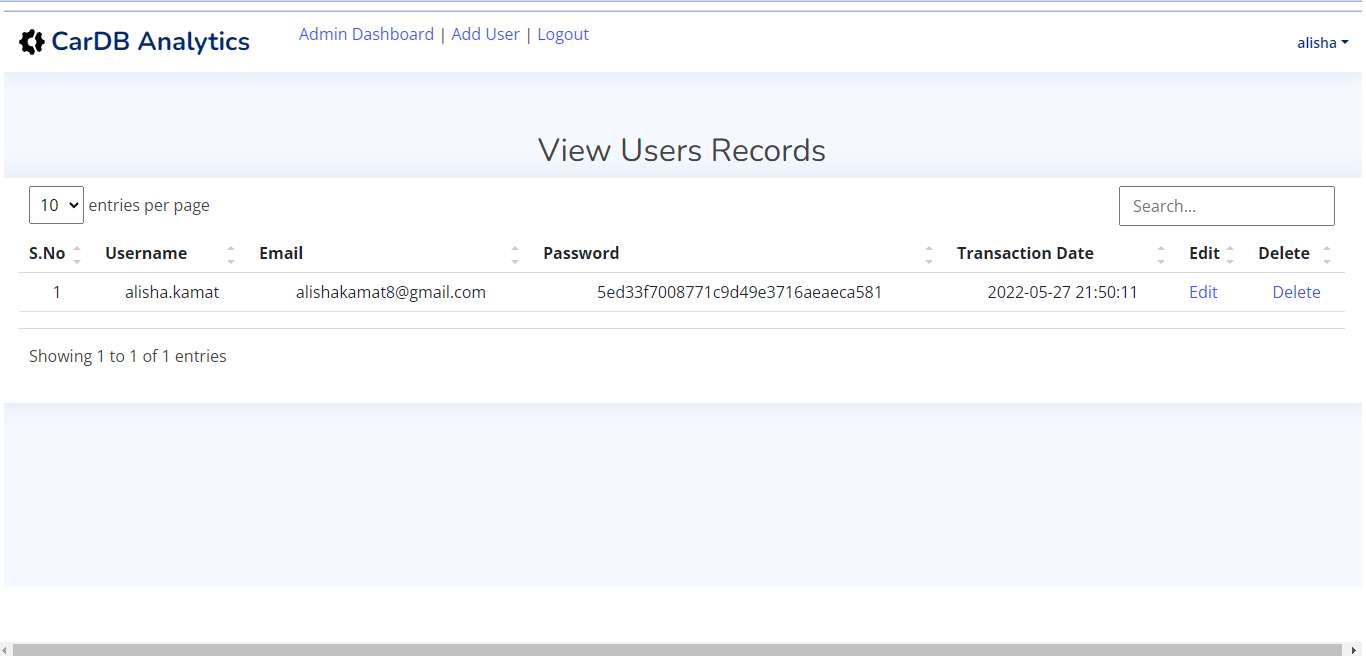 CarDB Analytics Admin Dashboard | Add User | Logout alisha
View Users Records
10 entries per page Search...
S.No Username Email Password Transaction Date Edit Delete
1 alisha.kamat alishakamat8@gmail.com 5ed33f7008771c9d49e3716aeaeca581 2022-05-27 21:50:11 Edit Delete
Showing 1 to 1 of 1 entries